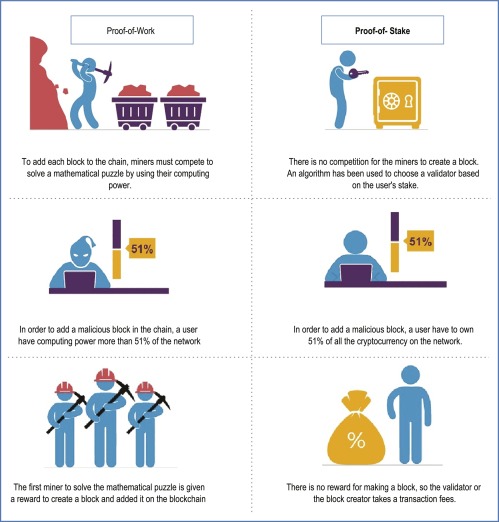 Proof-of-Work
Proof-of- Stake
To add each block to the chain, miners must compete to
solve a mathematical puzzle by using their computing
power.
There is no competition for the miners to create a block.
An algorithm has been used to choose a validator based
on the user's stake.
51%
51%
In order to add a malicious block in the chain, a user
have computing power more than 51% of the network
In order to add a malicious block, a user have to own
51% of all the cryptocurrency on the network.
%
The first miner to solve the mathematical puzzle is given
a reward to create a block and added it on the blockchain
There is no reward for making a block, so the validator or
the block creator takes a transaction fees.